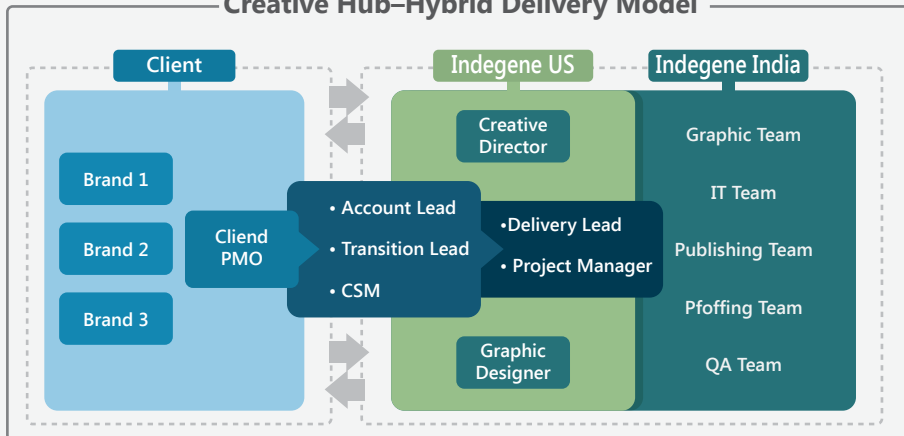 Creative Hub–Hybrid Delivery Model
Client
Indegene US
Indegene India
Brand 1
Brand 2
Brand 3
Cliend
PMO
• Account Lead
• Transition Lead
• CSM
Creative
Director
•Delivery Lead
• Project Manager
Graphic
Designer
Graphic Team
IT Team
Publishing Team
Pfoffing Team
QA Team